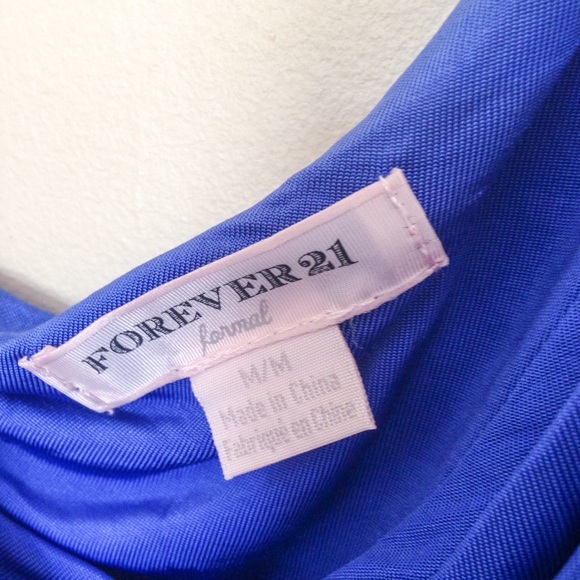 FOREVER 21
formal
M/M
Made in China
Fabriqué en Chine